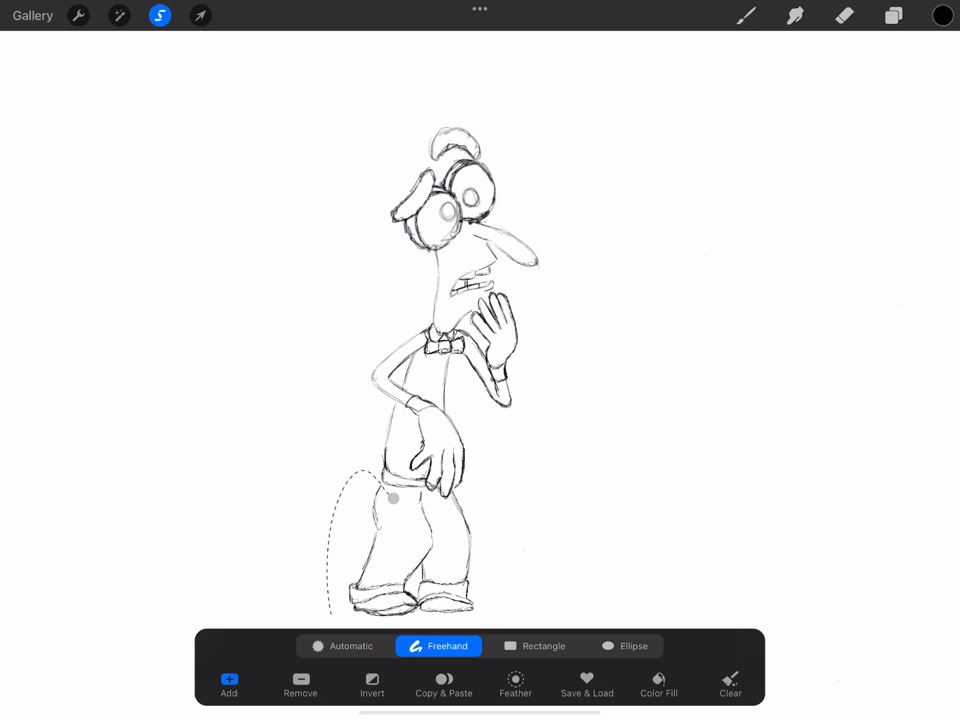 Gallery
Automatic Freehand Rectangle Ellipse
Add Remove Invert Copy & Paste Feather Save & Load Color Fill Clear